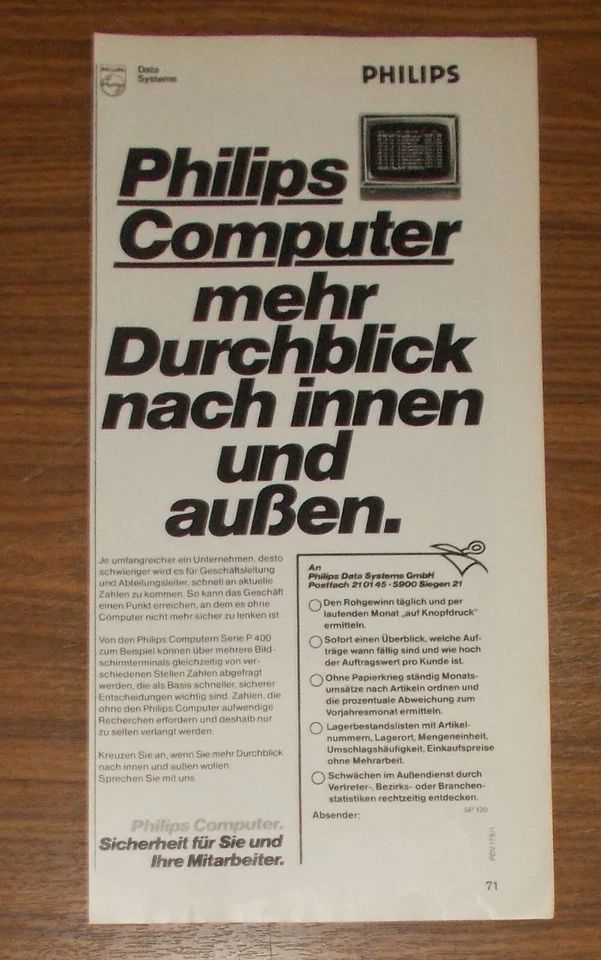 PHILIPS
Data
Systems
PHILIPS
Philips
Computer
mehr
Durchblick
nach innen
und
außen.
Je umfangreicher ein Unternehmen, desto
schwieriger wird es für Geschäftsleitung
und Abteilungsleiter, schnell an aktuelle
Zahlen zu kommen. So kann das Geschäft
einen Punkt erreichen, an dem es ohne
Computer nicht mehr sicher zu lenken ist.
Von den Philips Computern Serie P 400
zum Beispiel können über mehrere Bild-
schirmterminals gleichzeitig von ver-
schiedenen Stellen Zahlen abgefragt
werden, die als Basis schneller, sicherer
Entscheidungen wichtig sind. Zahlen, die
ohne den Philips Computer aufwendige
Recherchen erfordern und deshalb nur
zu selten verlangt werden.
Kreuzen Sie an, wenn Sie mehr Durchblick
nach innen und außen wollen.
Sprechen Sie mit uns.
Philips Computer.
Sicherheit für Sie und
Ihre Mitarbeiter.
An
Philips Data Systems GmbH
Postfach 21 01 45 · 5900 Siegen 21
Den Rohgewinn täglich und per
laufenden Monat „auf Knopfdruck“
ermitteln.
Sofort einen Überblick, welche Auf-
träge wann fällig sind und wie hoch
der Auftragswert pro Kunde ist.
Ohne Papierkrieg ständig Monats-
umsätze nach Artikeln ordnen und
die prozentuale Abweichung zum
Vorjahresmonat ermitteln.
Lagerbestandslisten mit Artikel-
nummern, Lagerort, Mengeneinheit,
Umschlagshäufigkeit, Einkaufspreise
ohne Mehrarbeit.
Schwächen im Außendienst durch
Vertreter-, Bezirks- oder Branchen-
statistiken rechtzeitig entdecken.
SP 120
Absender:
71